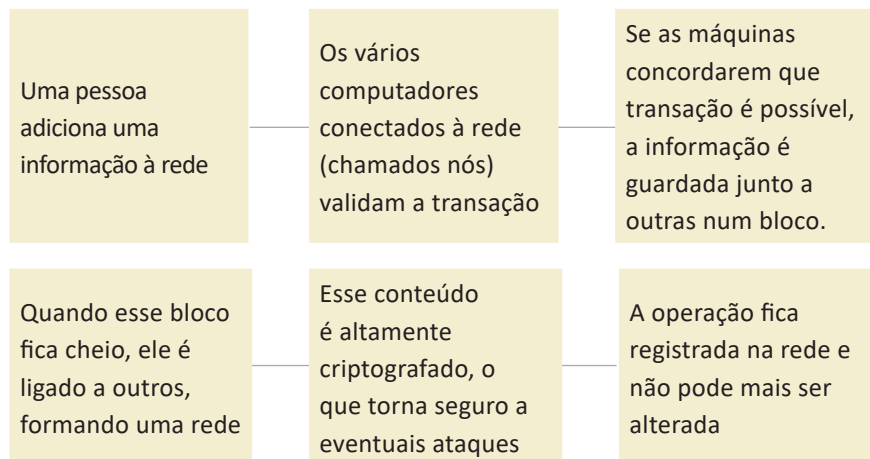 Uma pessoa
adiciona uma
informação à rede
Os vários
computadores
conectados à rede
(chamados nós)
validam a transação
Se as máquinas
concordarem que
transação é possível,
a informação é
guardada junto a
outras num bloco.
Quando esse bloco
fica cheio, ele é
ligado a outros,
formando uma rede
Esse conteúdo
é altamente
criptografado, o
que torna seguro a
eventuais ataques
A operação fica
registrada na rede e
não pode mais ser
alterada